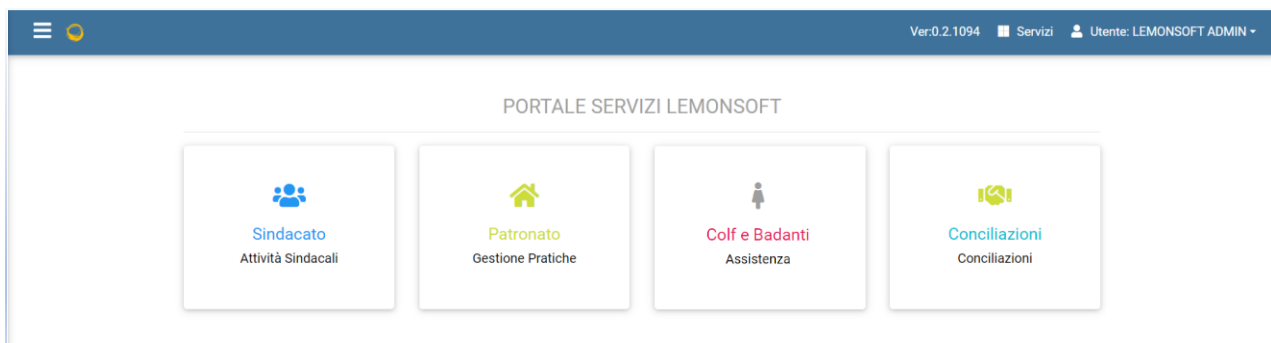 Ver:0.2.1094 Servizi Utente: LEMONSOFT ADMIN
PORTALE SERVIZI LEMONSOFT
Sindacato
Attività Sindacali
Patronato
Gestione Pratiche
Colf e Badanti
Assistenza
Conciliazioni
Conciliazioni